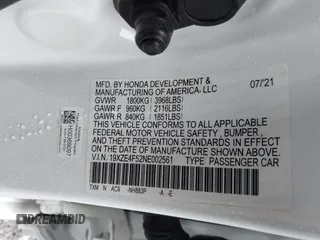 MFD. BY HONDA DEVELOPMENT &
MANUFACTURING OF AMERICA, LLC 07/'21
GVWR 1800KG (3968LBS)
GAWR F 960KG (2116LBS)
GAWR R 840KG (1851LBS)
THIS VEHICLE CONFORMS TO ALL APPLICABLE
FEDERAL MOTOR VEHICLE SAFETY, BUMPER,
AND THEFT PREVENTION STANDARDS IN EFFECT
ON THE DATE OF MANUFACTURE SHOWN ABOVE.
V.I.N. 19XZE4F52NE002561
TYPE PASSENGER CAR
TXM N AC9 -NH883P -A -E
DREAMBID